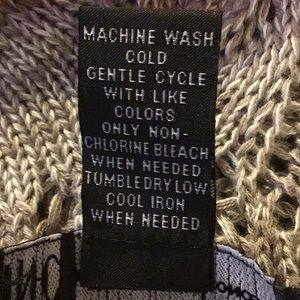 MACHINE WASH
COLD
GENTLE CYCLE
WITH LIKE
COLORS
ONLY NON-
CHLORINE BLEACH
WHEN NEEDED
TUMBLE DRY LOW
COOL IRON
WHEN NEEDED